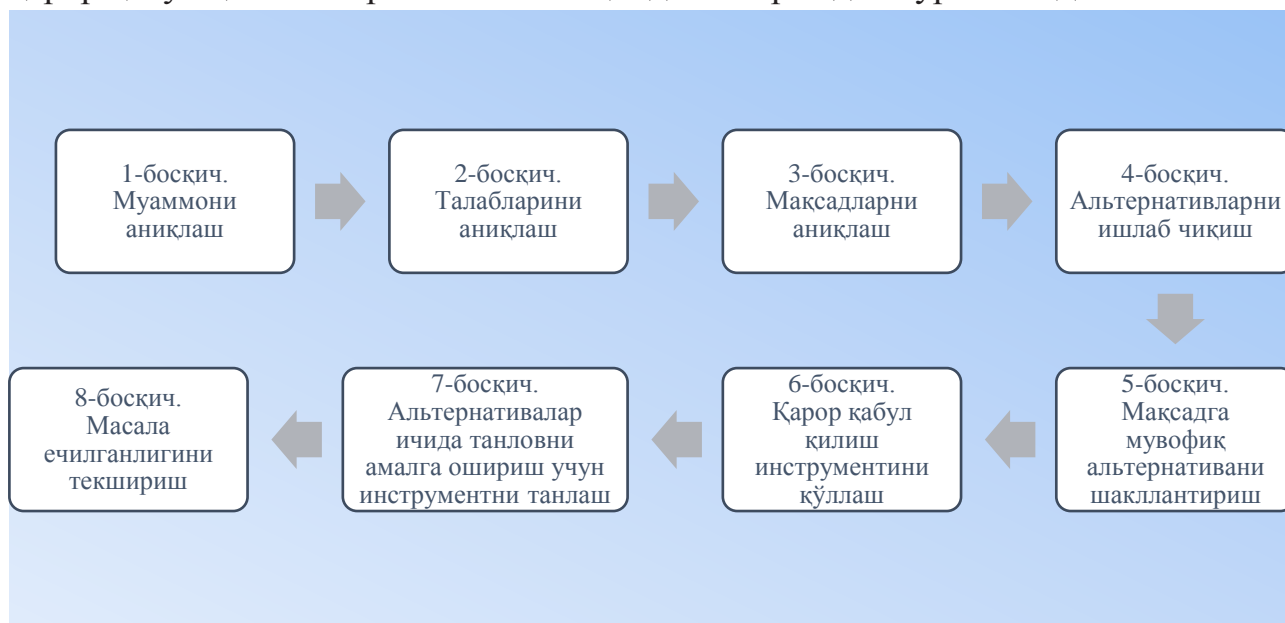 1-босқич.
Муаммони
аниқлаш
2-босқич.
Талабларини
аниқлаш
3-босқич.
Мақсадларни
аниқлаш
4-босқич.
Альтернативларни
ишлаб чиқиш
5-босқич.
Мақсадга
мувофиқ
альтернативани
шакллантириш
6-босқич.
Қарор қабул
қилиш
инструментини
қўллаш
7-босқич.
Альтернативалар
ичида танловни
амалга ошириш учун
инструментни танлаш
8-босқич.
Масала
ечилганлигини
текшириш